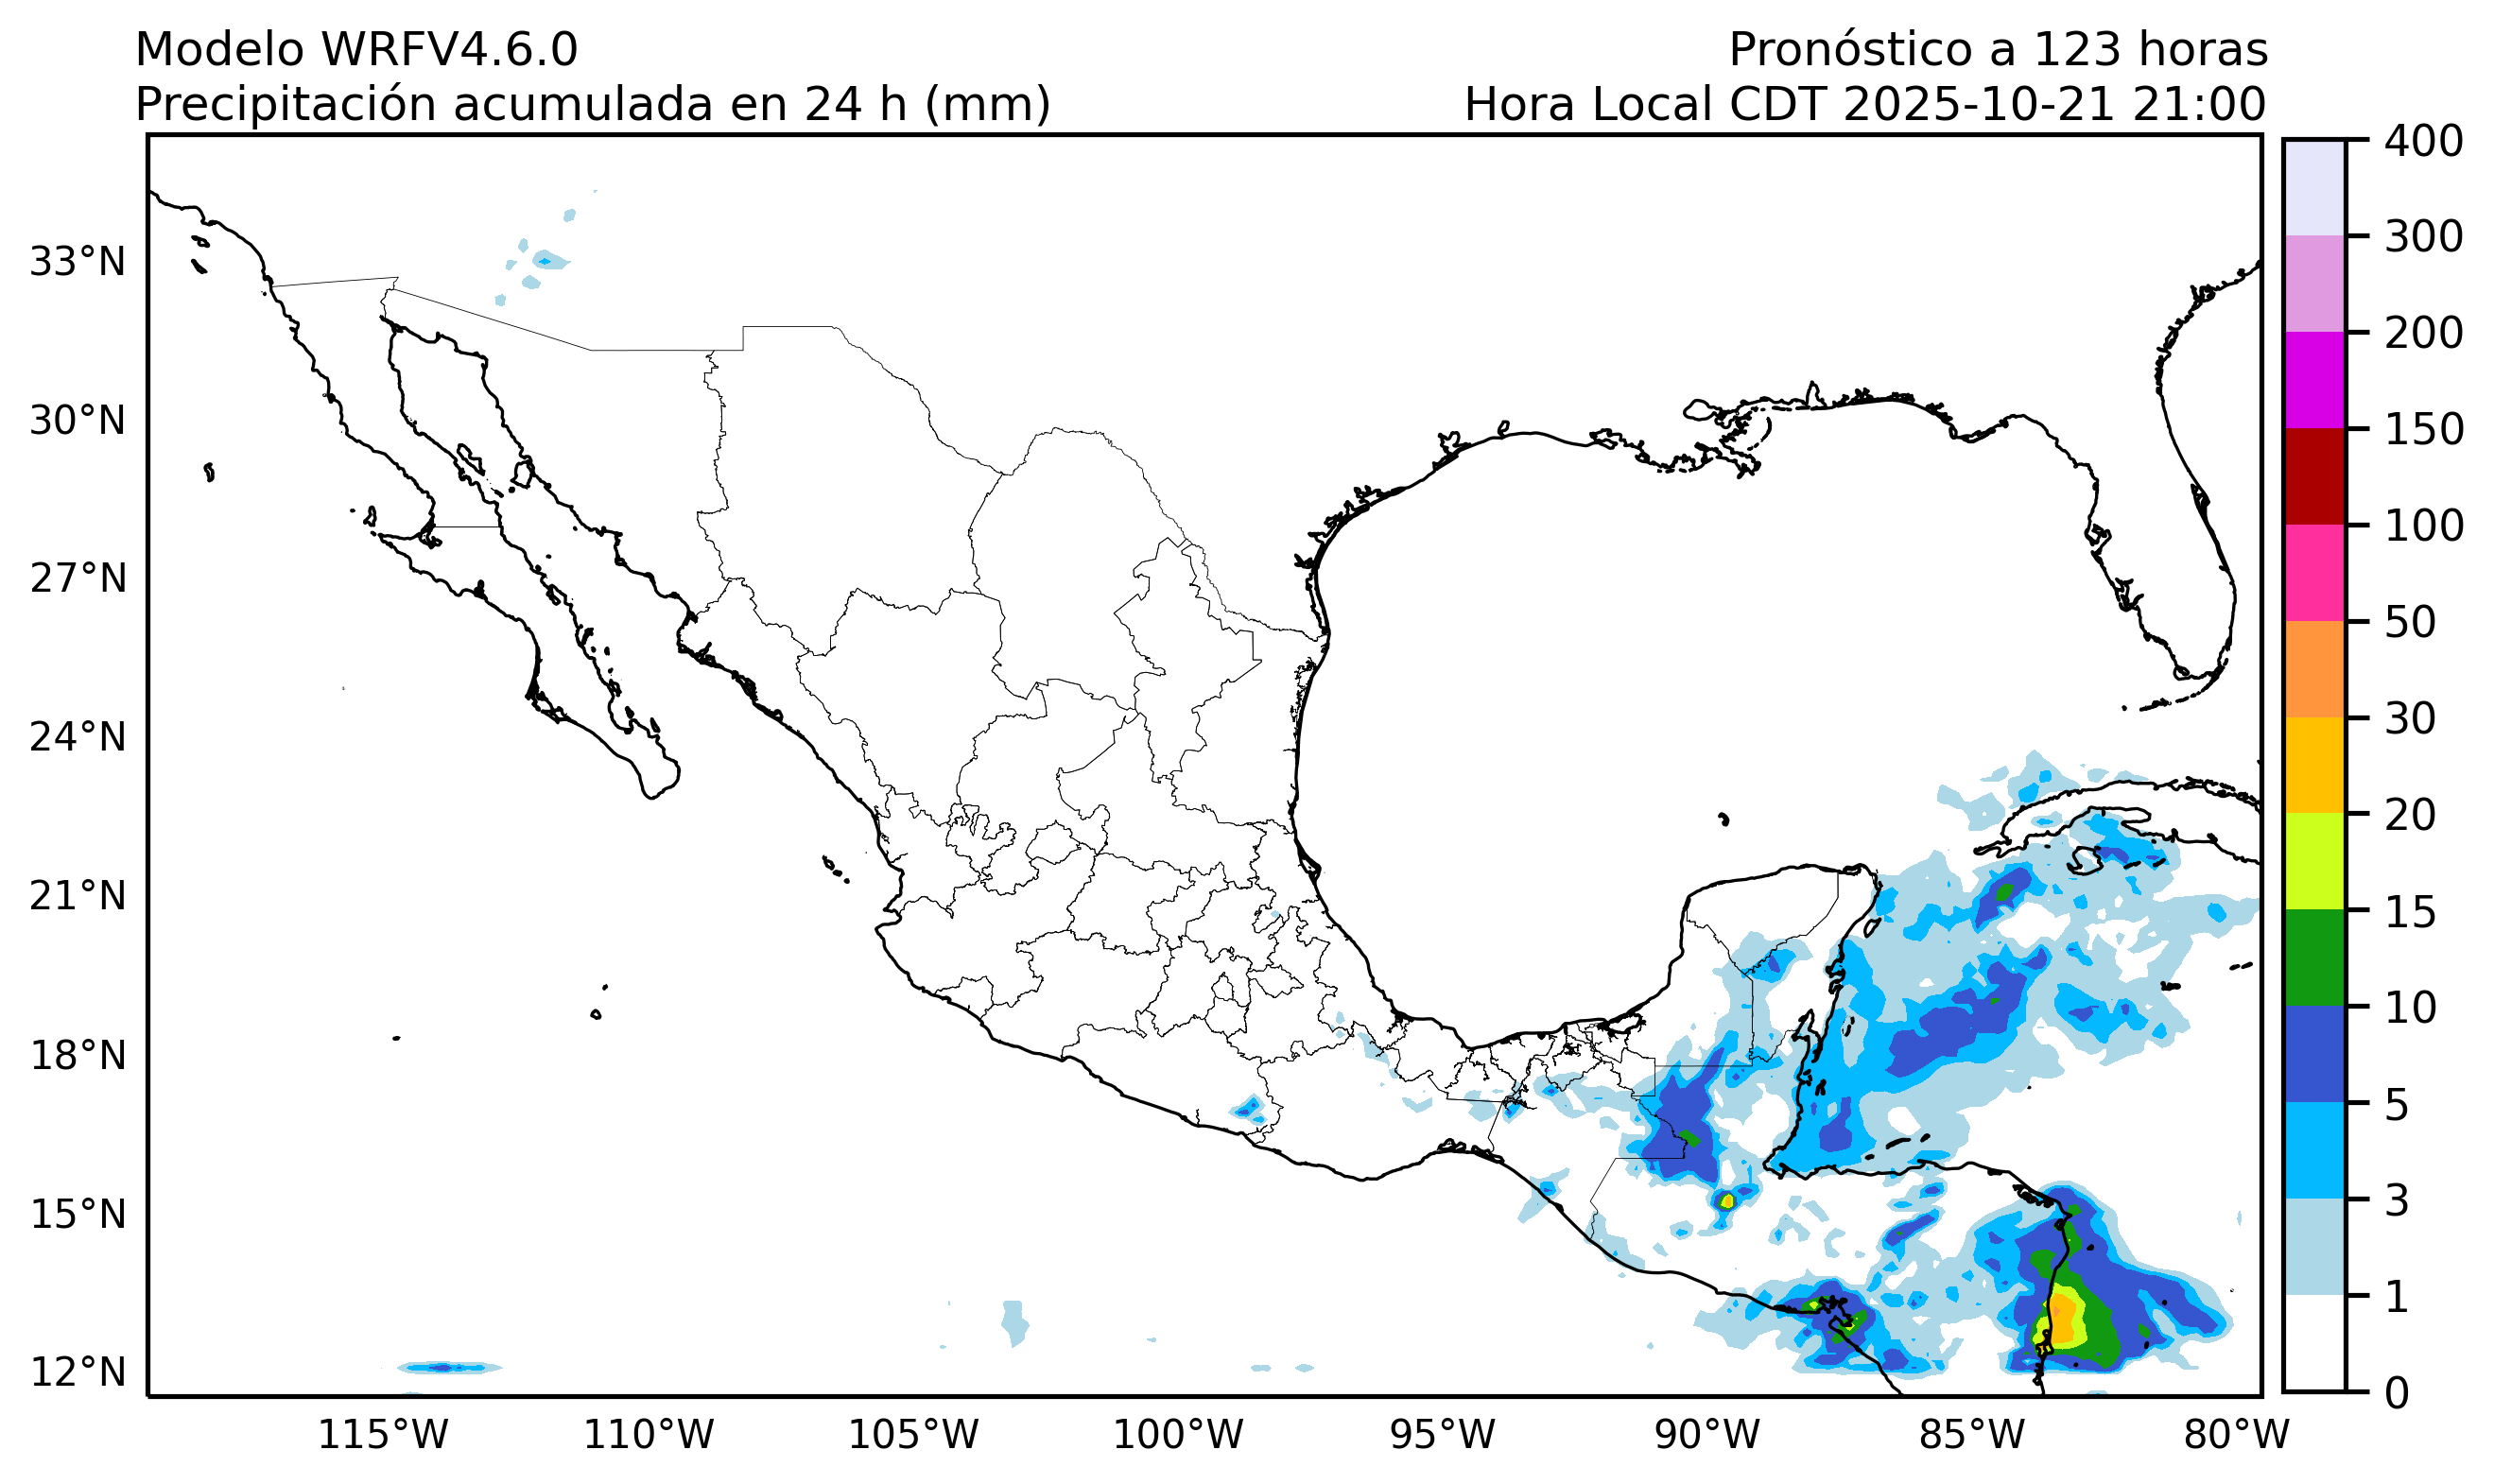 Modelo WRFV4.6.0
Pronóstico a 123 horas
Precipitación acumulada en 24 h (mm)
Hora Local CDT 2025-10-21 21:00
33°N
30°N
27°N
24°N
21°N
18°N
15°N
12°N
115°W
110°W
105°W
100°W
95°W
90°W
85°W
80°W
400
300
200
150
100
50
30
20
15
10
5
3
1
0